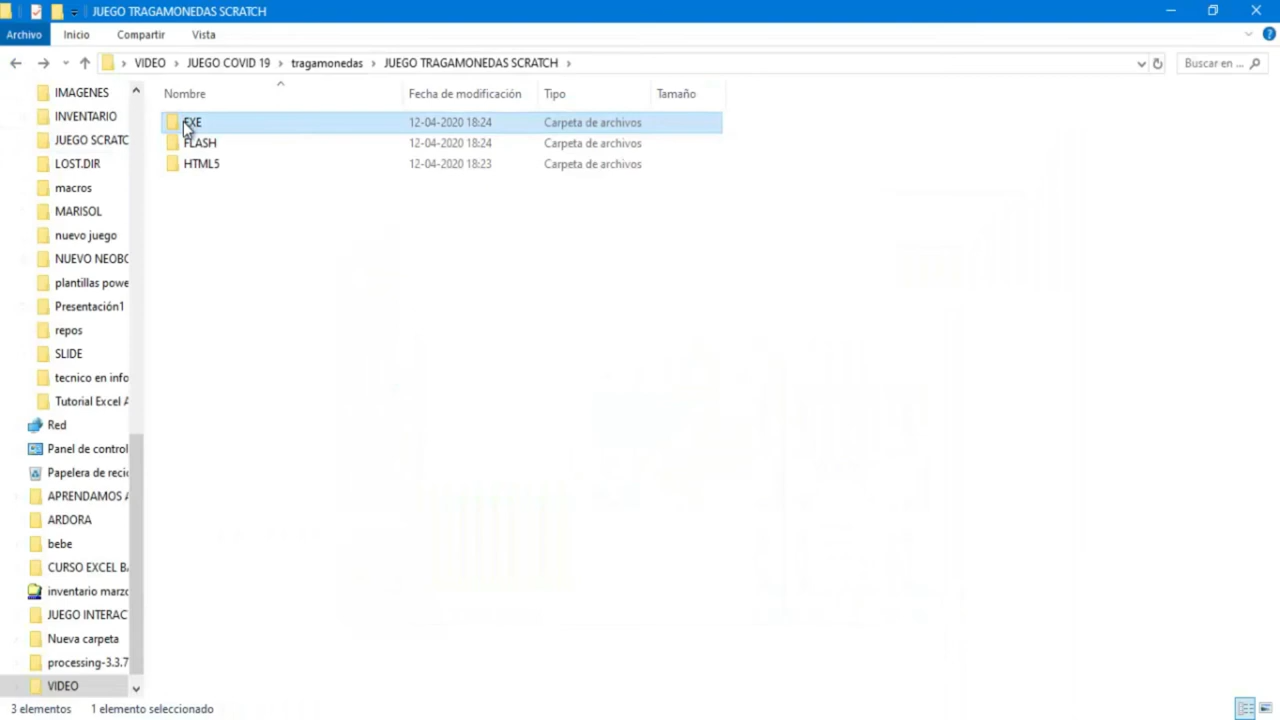 JUEGO TRAGAMONEDAS SCRATCH
Archivo Inicio Compartir Vista
VIDEO › JUEGO COVID 19 › tragamonedas › JUEGO TRAGAMONEDAS SCRATCH ›
Buscar en ...
Nombre Fecha de modificación Tipo Tamaño
EXE 12-04-2020 18:24 Carpeta de archivos
FLASH 12-04-2020 18:24 Carpeta de archivos
HTML5 12-04-2020 18:23 Carpeta de archivos
IMAGENES
INVENTARIO
JUEGO SCRATC
LOST.DIR
macros
MARISOL
nuevo juego
NUEVO NEOBO
plantillas powe
Presentación1
repos
SLIDE
tecnico en info
Tutorial Excel A
Red
Panel de control
Papelera de reci
APRENDAMOS A
ARDORA
bebe
CURSO EXCEL BA
inventario marzo
JUEGO INTERAC
Nueva carpeta
processing-3.3.7
VIDEO
3 elementos 1 elemento seleccionado